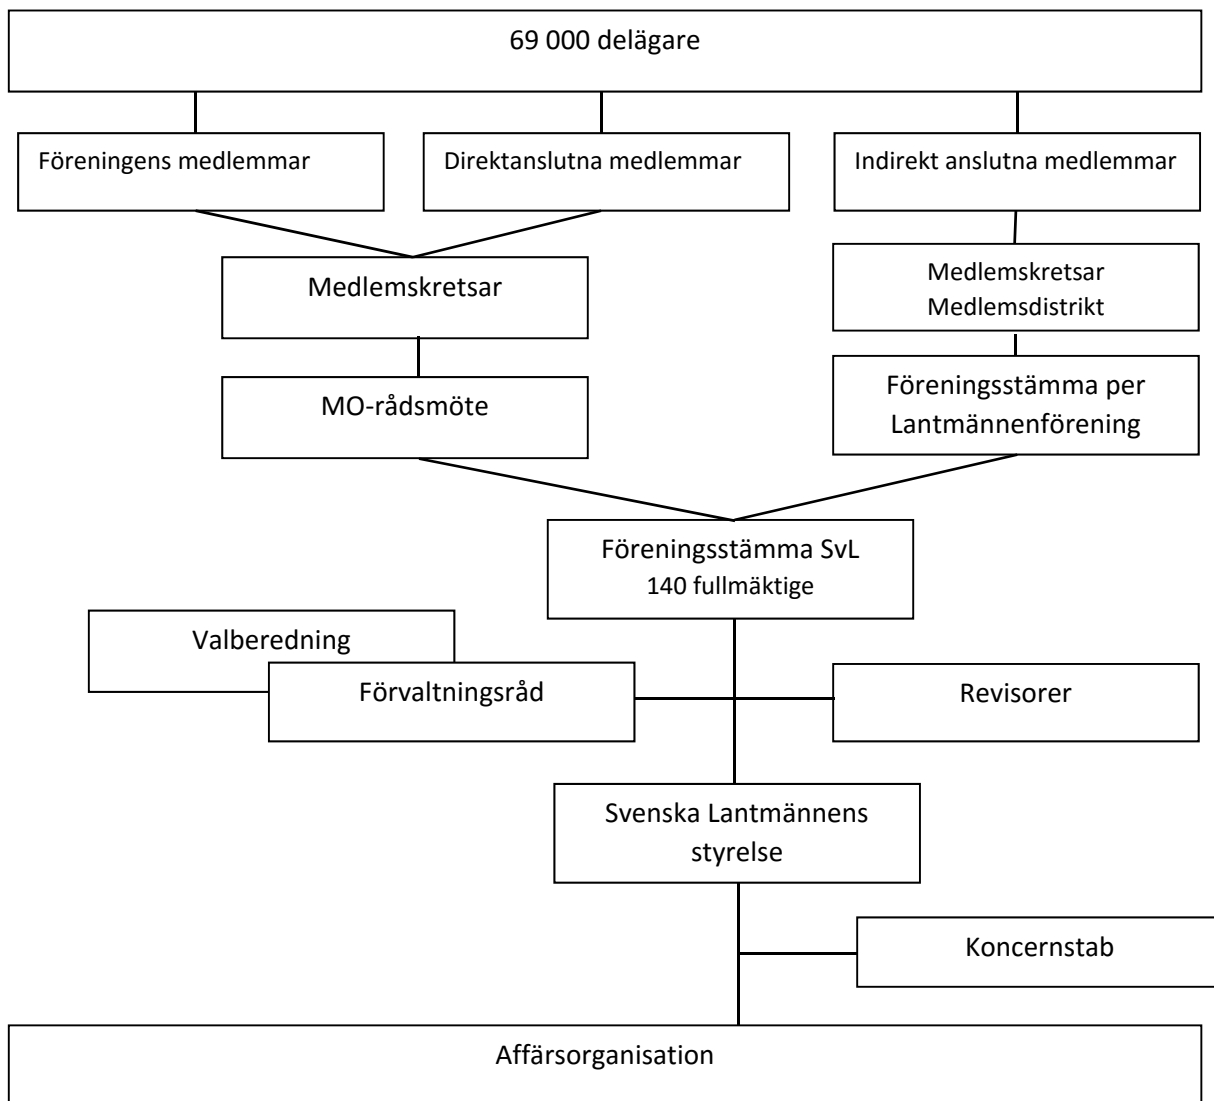 69 000 delägare
Föreningens medlemmar
Direktanslutna medlemmar
Indirekt anslutna medlemmar
Medlemskretsar
Medlemskretsar
Medlemsdistrikt
MO-rådsmöte
Föreningsstämma per
Lantmännenförening
Föreningsstämma SvL
140 fullmäktige
Valberedning
Förvaltningsråd
Revisorer
Svenska Lantmännens
styrelse
Koncernstab
Affärsorganisation